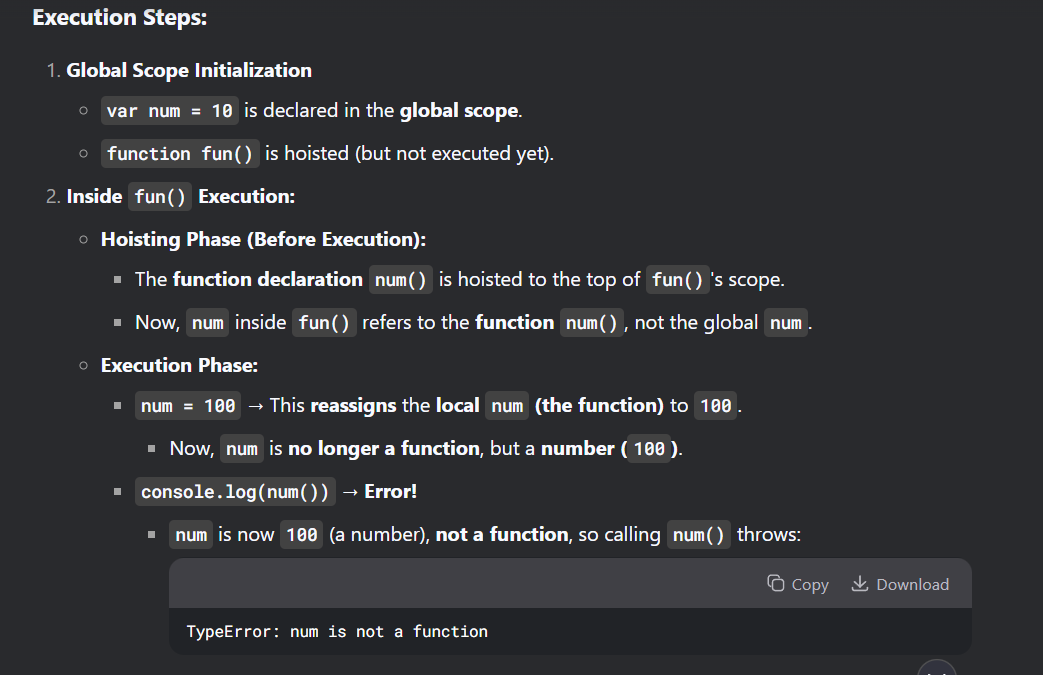 Execution Steps:
1. Global Scope Initialization
var num = 10 is declared in the global scope.
function fun() is hoisted (but not executed yet).
2. Inside fun() Execution:
Hoisting Phase (Before Execution):
The function declaration num() is hoisted to the top of fun()'s scope.
Now, num inside fun() refers to the function num(), not the global num.
Execution Phase:
num = 100 → This reassigns the local num (the function) to 100.
Now, num is no longer a function, but a number (100).
console.log(num()) → Error!
num is now 100 (a number), not a function, so calling num() throws:
Copy Download
TypeError: num is not a function